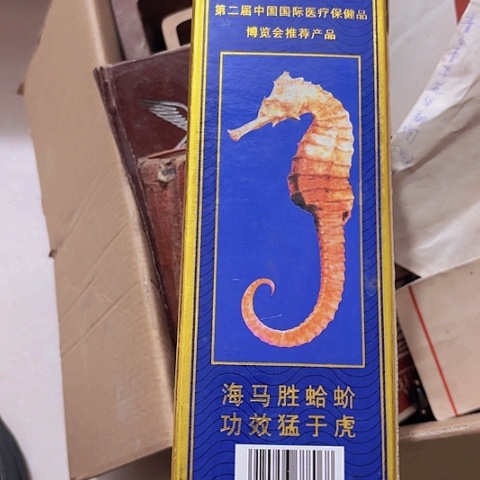 第二届中国国际医疗保健品
博览会推荐产品
海马胜蛤蚧
功效猛于虎